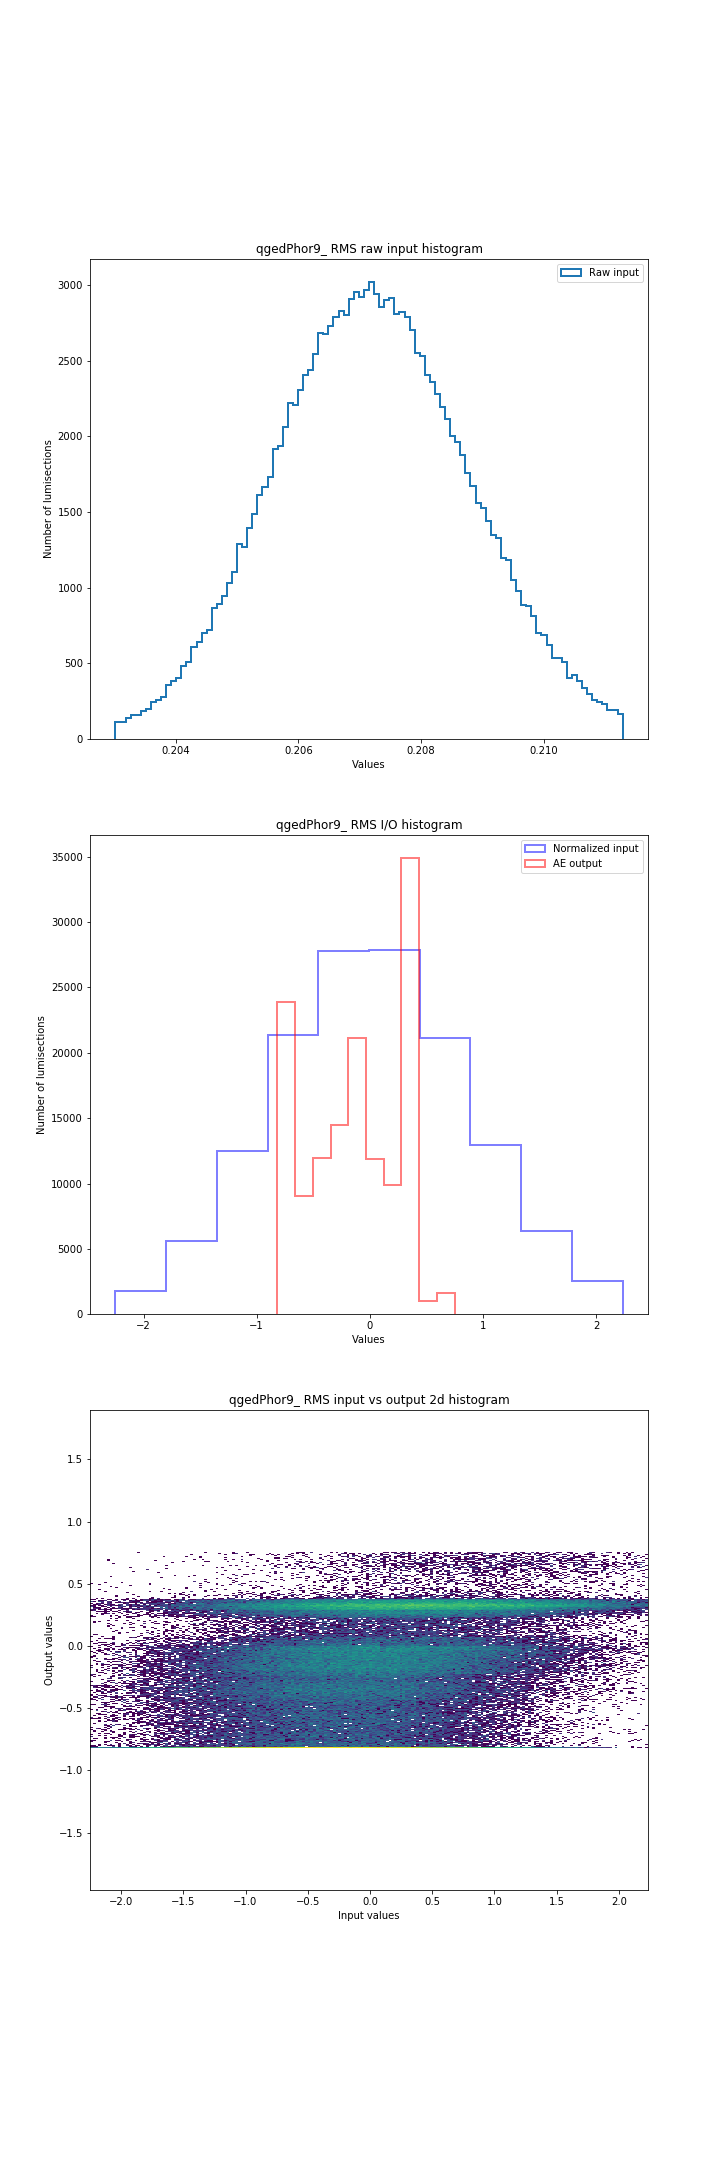 qgedPhor9_ RMS raw input histogram
Raw input
3000
2500
2000
1500
1000
500
0
Number of lumisections
0.204 0.206 0.208 0.210
Values
qgedPhor9_ RMS I/O histogram
Normalized input
AE output
35000
30000
25000
20000
15000
10000
5000
0
Number of lumisections
−2 −1 0 1 2
Values
qgedPhor9_ RMS input vs output 2d histogram
1.5
1.0
0.5
0.0
−0.5
−1.0
−1.5
Output values
−2.0 −1.5 −1.0 −0.5 0.0 0.5 1.0 1.5 2.0
Input values